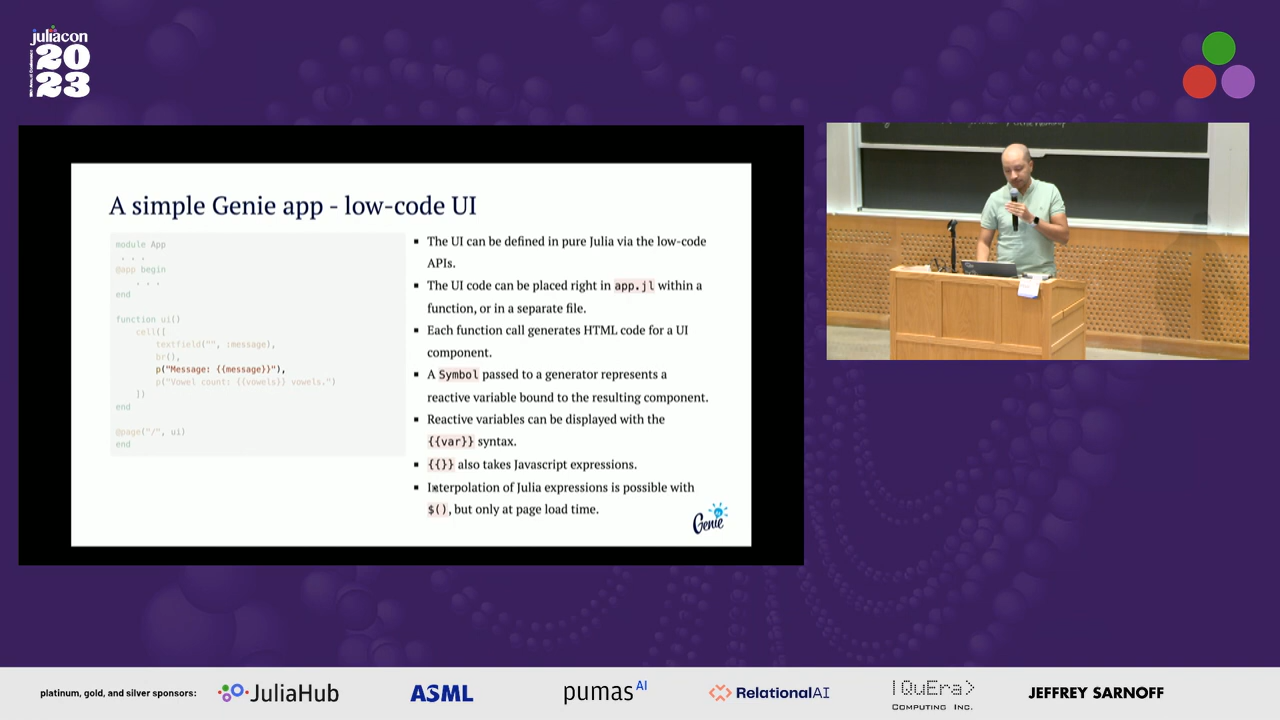 juliacon
20
23
A simple Genie app - low-code UI
module App
. . .
@app begin
. . .
end
function ui()
cell([
textfield("", :message),
br(),
p("Message: {{message}}"),
p("Vowel count: {{vowels}} vowels.")
])
end
@page("/", ui)
end
▪ The UI can be defined in pure Julia via the low-code
APIs.
▪ The UI code can be placed right in app.jl within a
function, or in a separate file.
▪ Each function call generates HTML code for a UI
component.
▪ A Symbol passed to a generator represents a
reactive variable bound to the resulting component.
▪ Reactive variables can be displayed with the
{{var}} syntax.
▪ {{}} also takes Javascript expressions.
▪ Interpolation of Julia expressions is possible with
$(), but only at page load time.
Genie
platinum, gold, and silver sponsors:
JuliaHub
ASML
pumas AI
RelationalAI
|QuEra>
Computing Inc.
JEFFREY SARNOFF